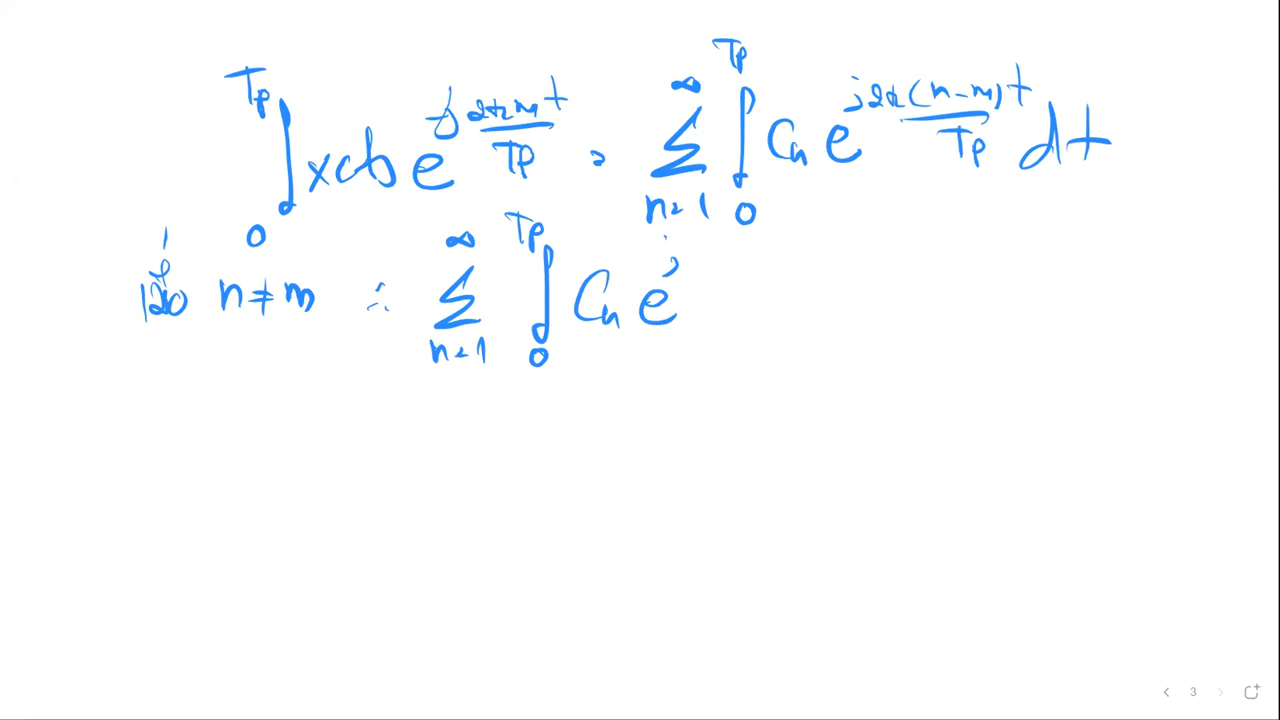 ∫₀^{Tp} x(t) e^{j2πmt/Tp} = Σ_{n=1}^{∞} ∫₀^{Tp} Cₙ e^{j2π(n-m)t/Tp} dt
เมื่อ n ≠ m ∴ Σ_{n=1}^{∞} ∫₀^{Tp} Cₙ e^{j
3